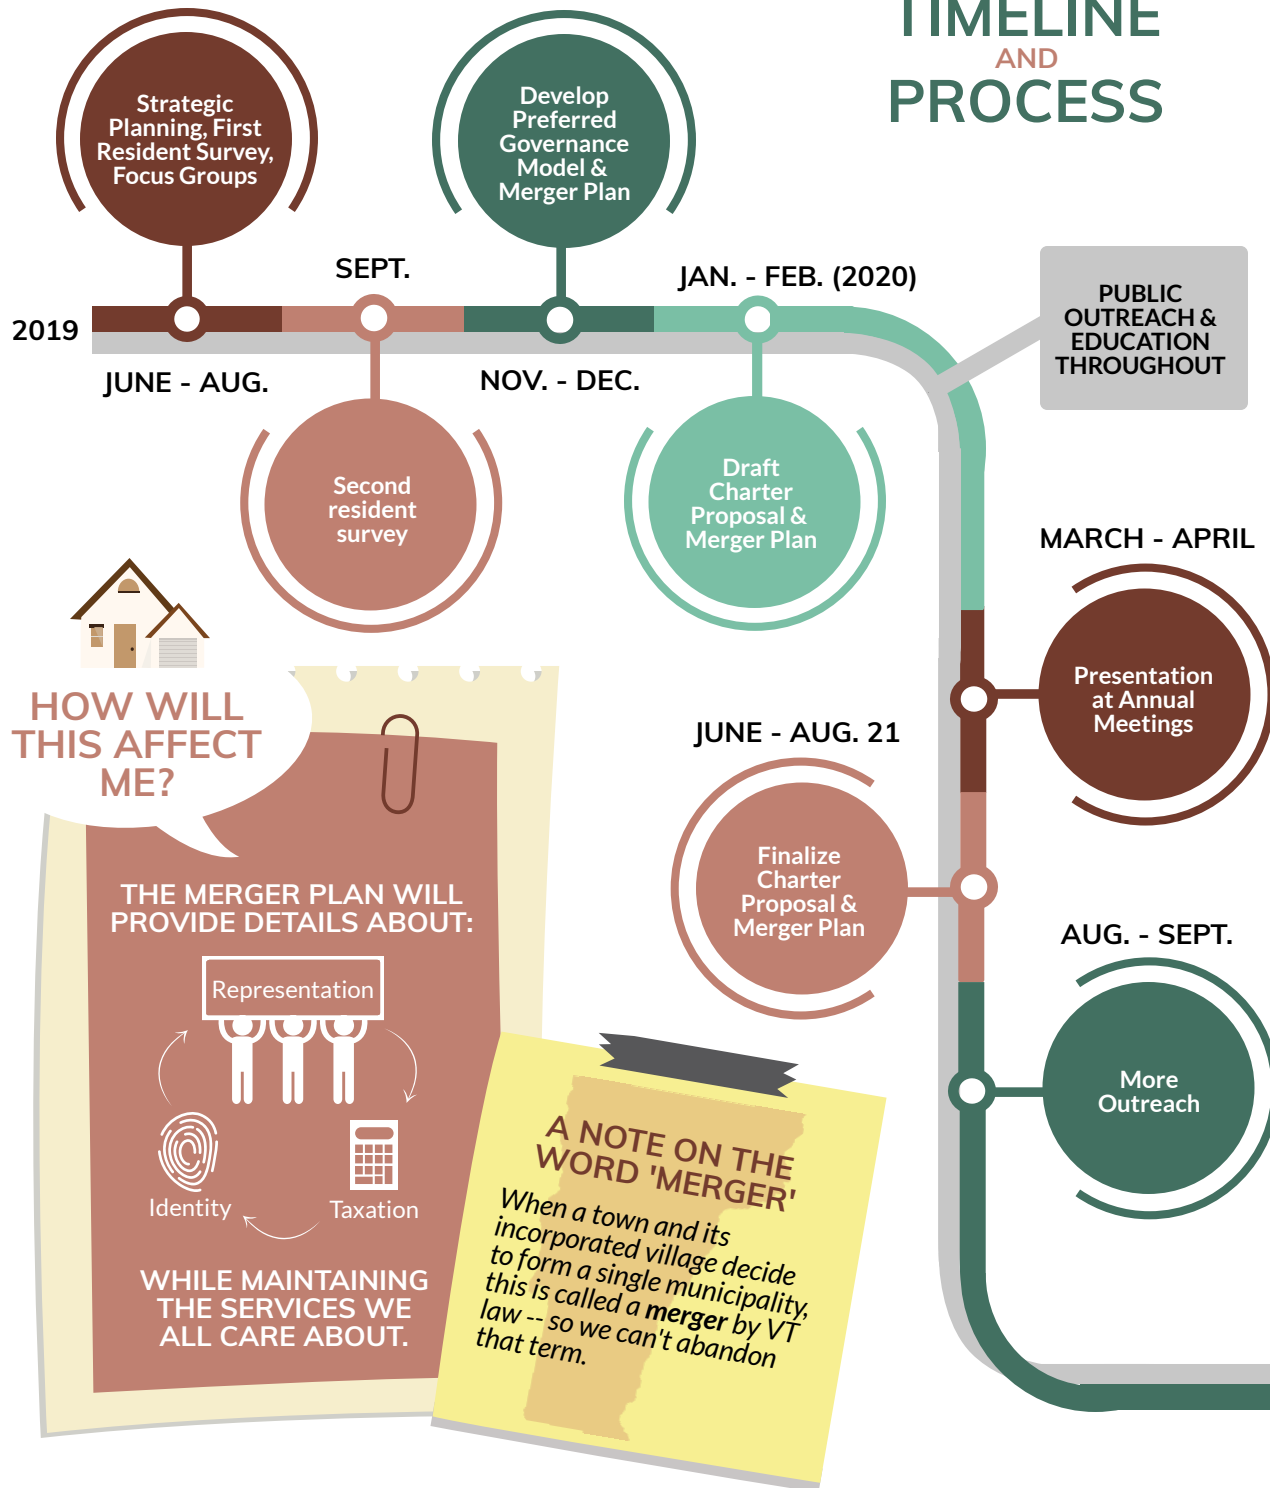 TIMELINE
AND
PROCESS
Strategic
Planning, First
Resident Survey,
Focus Groups
Develop
Preferred
Governance
Model &
Merger Plan
SEPT.
JAN. - FEB. (2020)
2019
JUNE - AUG.
NOV. - DEC.
PUBLIC
OUTREACH &
EDUCATION
THROUGHOUT
Second
resident
survey
Draft
Charter
Proposal &
Merger Plan
MARCH - APRIL
Presentation
at Annual
Meetings
JUNE - AUG. 21
Finalize
Charter
Proposal &
Merger Plan
AUG. - SEPT.
More
Outreach
HOW WILL
THIS AFFECT
ME?
THE MERGER PLAN WILL
PROVIDE DETAILS ABOUT:
Representation
Identity
Taxation
WHILE MAINTAINING
THE SERVICES WE
ALL CARE ABOUT.
A NOTE ON THE
WORD 'MERGER'
When a town and its
incorporated village decide
to form a single municipality,
this is called a merger by VT
law -- so we can't abandon
that term.